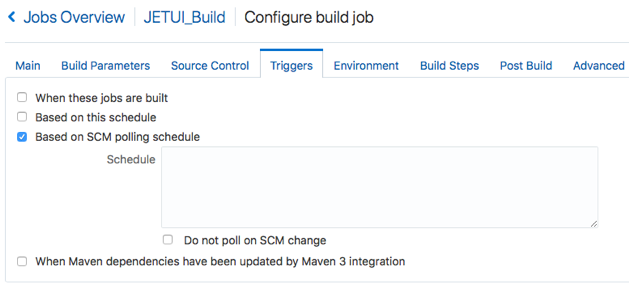 Jobs Overview JETUI_Build Configure build job
Main Build Parameters Source Control Triggers Environment Build Steps Post Build Advanced
When these jobs are built
Based on this schedule
Based on SCM polling schedule
Schedule
Do not poll on SCM change
When Maven dependencies have been updated by Maven 3 integration